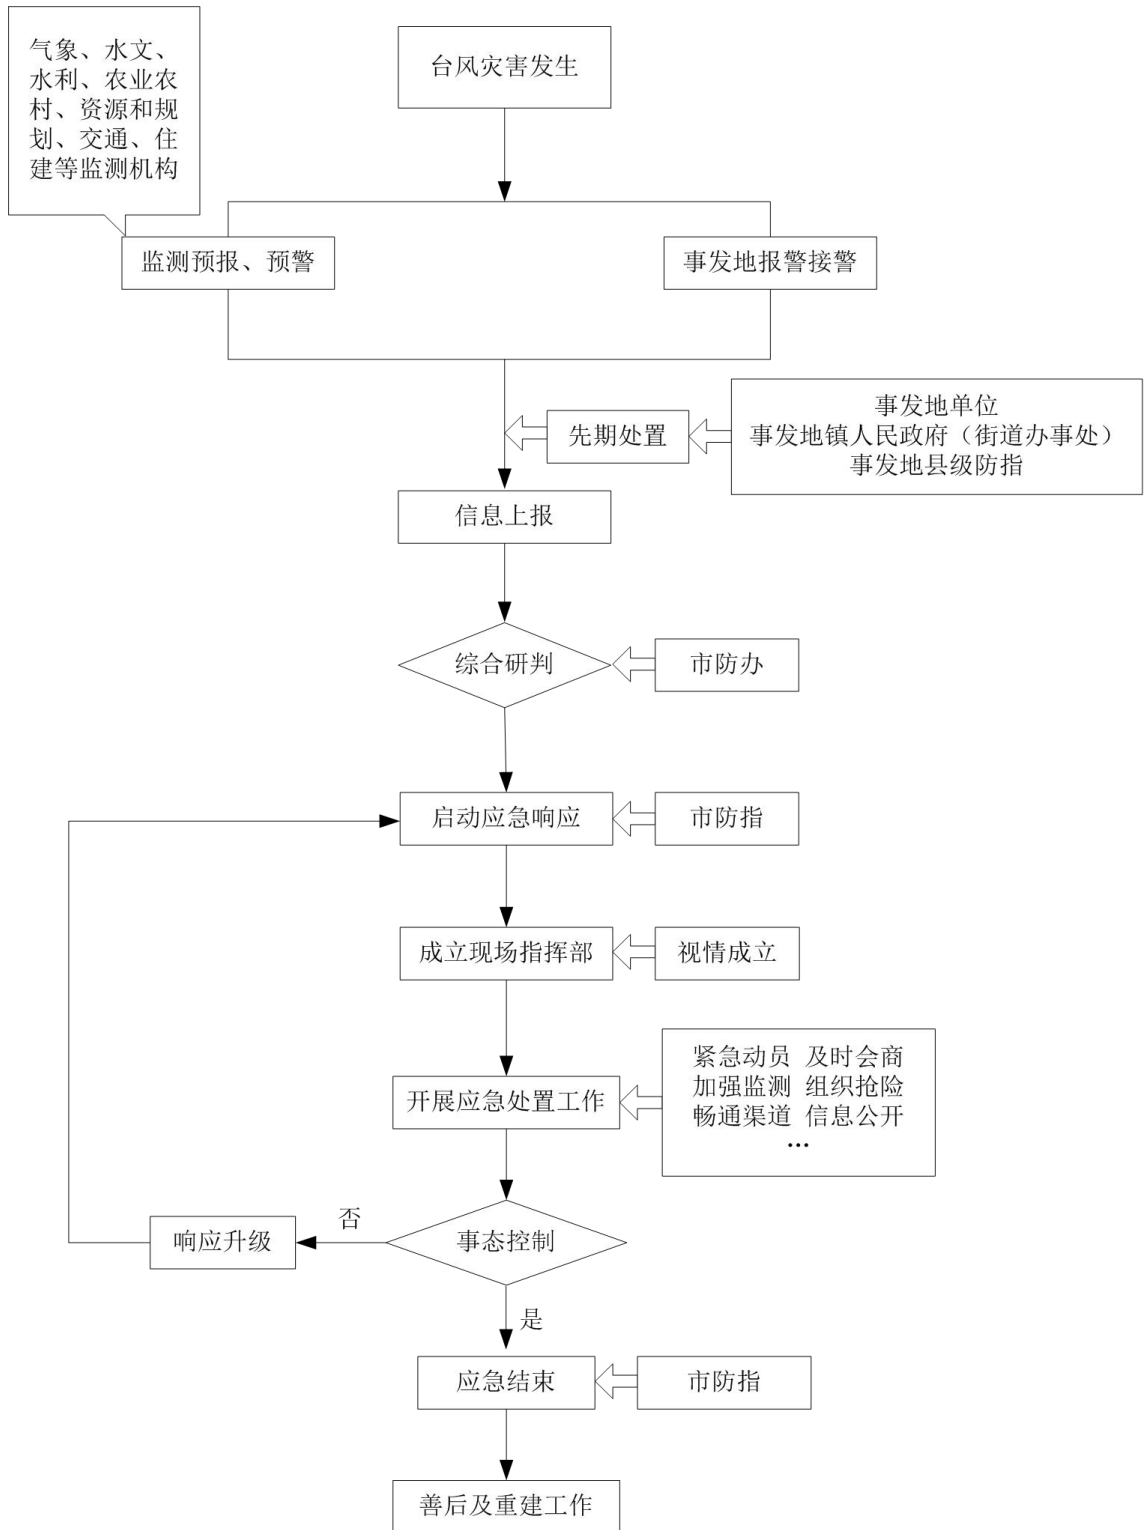 气象、水文、
水利、农业农
村、资源和规
划、交通、住
建等监测机构
台风灾害发生
监测预报、预警
事发地报警接警
先期处置
事发地单位
事发地镇人民政府（街道办事处）
事发地县级防指
信息上报
综合研判
市防办
启动应急响应
市防指
成立现场指挥部
视情成立
开展应急处置工作
紧急动员 及时会商
加强监测 组织抢险
畅通渠道 信息公开
...
事态控制
否
响应升级
是
应急结束
市防指
善后及重建工作